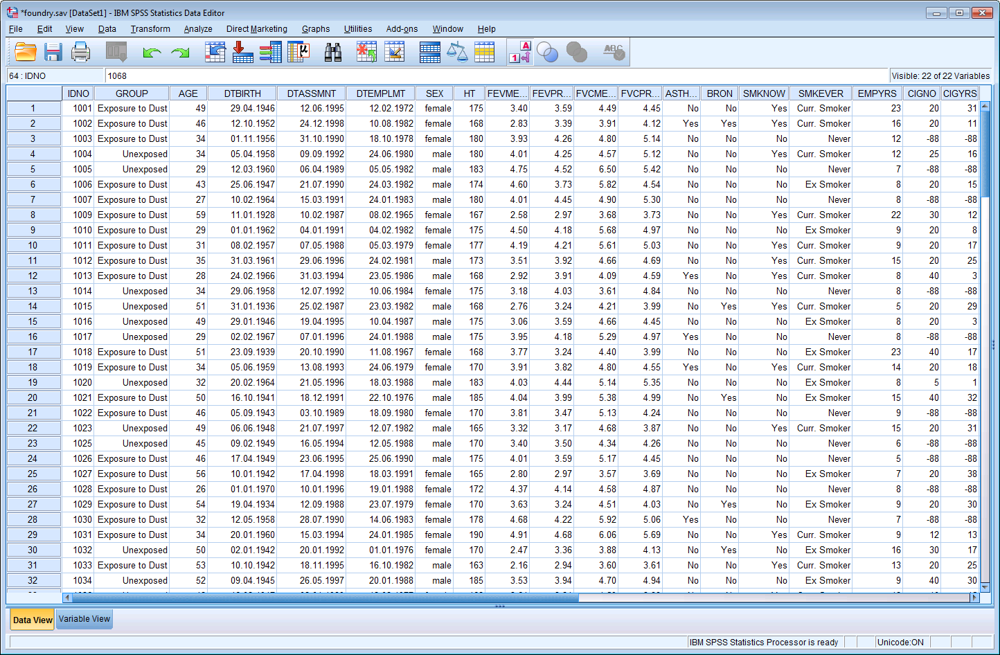 *foundry.sav [DataSet1] - IBM SPSS Statistics Data Editor
File Edit View Data Transform Analyze Direct Marketing Graphs Utilities Add-ons Window Help
64 : IDNO 1068 Visible: 22 of 22 Variables
IDNO GROUP AGE DTBIRTH DTASSMNT DTEMPLMT SEX HT FEVME... FEVPR... FVCME... FVCPR... ASTH... BRON SMKNOW SMKEVER EMPYRS CIGNO CIGYRS
1 1001 Exposure to Dust 49 29.04.1946 12.06.1995 12.02.1972 female 175 3.40 3.59 4.49 4.45 No No Yes Curr. Smoker 23 20 31
2 1002 Exposure to Dust 46 12.10.1952 24.12.1998 10.08.1982 female 168 2.83 3.39 3.91 4.12 Yes Yes Yes Curr. Smoker 16 20 11
3 1003 Exposure to Dust 34 01.11.1956 31.10.1990 18.10.1978 female 180 3.93 4.26 4.80 5.14 No No No Never 12 -88 -88
4 1004 Unexposed 34 05.04.1958 09.09.1992 24.06.1980 male 180 4.01 4.25 4.57 5.12 No No Yes Curr. Smoker 12 25 16
5 1005 Unexposed 29 12.03.1960 06.04.1989 05.05.1982 male 183 4.75 4.52 6.50 5.42 No No No Never 7 -88 -88
6 1006 Exposure to Dust 43 25.06.1947 21.07.1990 24.03.1982 male 174 4.60 3.73 5.82 4.54 No No No Ex Smoker 8 20 15
7 1007 Exposure to Dust 27 10.02.1964 15.03.1991 24.01.1983 male 180 4.01 4.45 4.90 5.30 No No No Never 8 -88 -88
8 1009 Exposure to Dust 59 11.01.1928 10.02.1987 08.02.1965 female 167 2.58 2.97 3.68 3.73 No No Yes Curr. Smoker 22 30 12
9 1010 Exposure to Dust 29 01.01.1962 04.01.1991 04.02.1982 female 175 4.50 4.18 5.68 4.97 No No No Ex Smoker 9 20 8
10 1011 Exposure to Dust 31 08.02.1957 07.05.1988 05.03.1979 female 177 4.19 4.21 5.61 5.03 No No Yes Curr. Smoker 9 20 17
11 1012 Exposure to Dust 35 31.03.1961 29.06.1996 24.02.1981 male 173 3.51 3.92 4.66 4.69 No No Yes Curr. Smoker 15 20 25
12 1013 Exposure to Dust 28 24.02.1966 31.03.1994 23.05.1986 male 168 2.92 3.91 4.09 4.59 Yes No Yes Curr. Smoker 8 40 3
13 1014 Unexposed 34 29.06.1958 12.07.1992 10.06.1984 female 175 3.18 4.03 3.61 4.84 No No No Never 8 -88 -88
14 1015 Unexposed 51 31.01.1936 25.02.1987 23.03.1982 male 168 2.76 3.24 4.21 3.99 No Yes Yes Curr. Smoker 5 20 29
15 1016 Unexposed 49 29.01.1946 19.04.1995 10.04.1987 male 175 3.06 3.59 4.66 4.45 No No No Ex Smoker 8 20 3
16 1017 Unexposed 29 02.02.1967 07.01.1996 24.01.1988 male 175 3.95 4.18 5.29 4.97 Yes No No Never 8 -88 -88
17 1018 Exposure to Dust 51 23.09.1939 20.10.1990 11.08.1967 female 168 3.77 3.24 4.40 3.99 No No No Ex Smoker 23 40 17
18 1019 Exposure to Dust 34 05.06.1959 13.08.1993 24.06.1979 male 170 3.91 3.82 4.80 4.55 Yes No Yes Curr. Smoker 14 20 18
19 1020 Unexposed 32 20.02.1964 21.05.1996 18.03.1988 male 183 4.03 4.44 5.14 5.35 No No No Ex Smoker 8 5 1
20 1021 Exposure to Dust 50 16.10.1941 18.12.1991 22.10.1976 male 185 4.04 3.99 5.38 4.99 No Yes No Ex Smoker 15 40 32
21 1022 Exposure to Dust 46 05.09.1943 03.10.1989 18.09.1980 female 170 3.81 3.47 5.13 4.24 No No No Never 9 -88 -88
22 1023 Unexposed 49 06.06.1948 21.07.1997 12.07.1982 male 165 3.32 3.17 4.68 3.87 No No Yes Curr. Smoker 15 20 31
23 1025 Unexposed 45 09.02.1949 16.05.1994 12.05.1988 male 170 3.40 3.50 4.34 4.26 No No No Never 6 -88 -88
24 1026 Exposure to Dust 46 17.04.1949 23.06.1995 25.06.1990 male 175 4.01 3.59 5.17 4.45 No No No Never 5 -88 -88
25 1027 Exposure to Dust 56 10.01.1942 17.04.1998 18.03.1991 female 165 2.80 2.97 3.57 3.69 No No No Ex Smoker 7 20 38
26 1028 Unexposed 26 01.01.1970 10.01.1996 19.01.1988 female 172 4.37 4.14 4.58 4.87 No No No Never 8 -88 -88
27 1029 Exposure to Dust 54 19.04.1934 12.09.1988 23.07.1979 female 170 3.63 3.24 4.51 4.03 No Yes No Ex Smoker 9 20 30
28 1030 Exposure to Dust 32 12.05.1958 28.07.1990 14.06.1983 female 178 4.68 4.22 5.92 5.06 Yes No No Never 7 -88 -88
29 1031 Exposure to Dust 34 20.01.1960 15.03.1994 24.01.1985 female 190 4.91 4.68 6.06 5.69 No No Yes Curr. Smoker 9 12 13
30 1032 Unexposed 50 02.01.1942 20.01.1992 01.01.1976 female 170 2.47 3.36 3.88 4.13 No Yes No Ex Smoker 16 30 17
31 1033 Exposure to Dust 53 10.10.1942 18.11.1995 16.10.1982 male 163 2.16 2.94 3.60 3.61 No No Yes Curr. Smoker 13 20 25
32 1034 Unexposed 52 09.04.1945 26.05.1997 20.01.1988 male 185 3.53 3.94 4.70 4.94 No No No Ex Smoker 9 40 30
Data View Variable View
IBM SPSS Statistics Processor is ready Unicode:ON